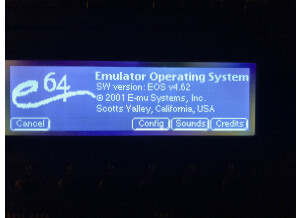 e64
Emulator Operating System
SW version: EOS v4.62
© 2001 E-mu Systems, Inc.
Scotts Valley, California, USA
Cancel Config Sounds Credits